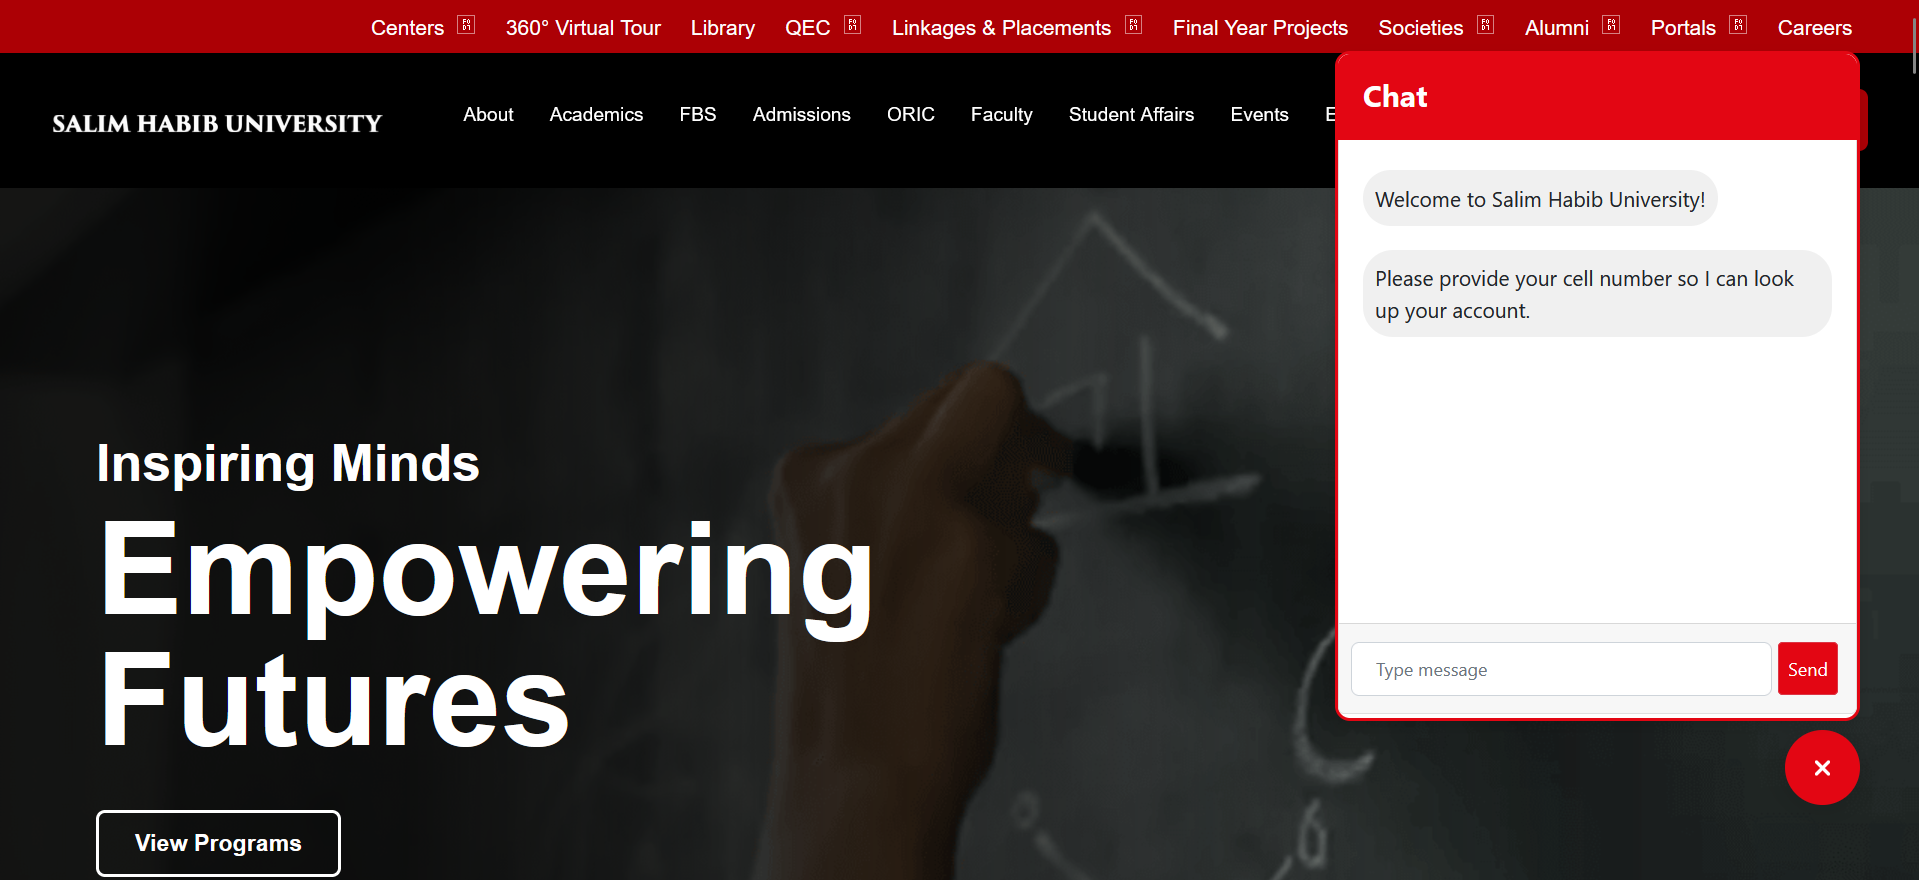 Centers 360° Virtual Tour Library QEC Linkages & Placements Final Year Projects Societies Alumni Portals Careers
SALIM HABIB UNIVERSITY
About Academics FBS Admissions ORIC Faculty Student Affairs Events
Chat
Welcome to Salim Habib University!
Please provide your cell number so I can look
up your account.
Inspiring Minds
Empowering
Futures
View Programs
Type message
Send